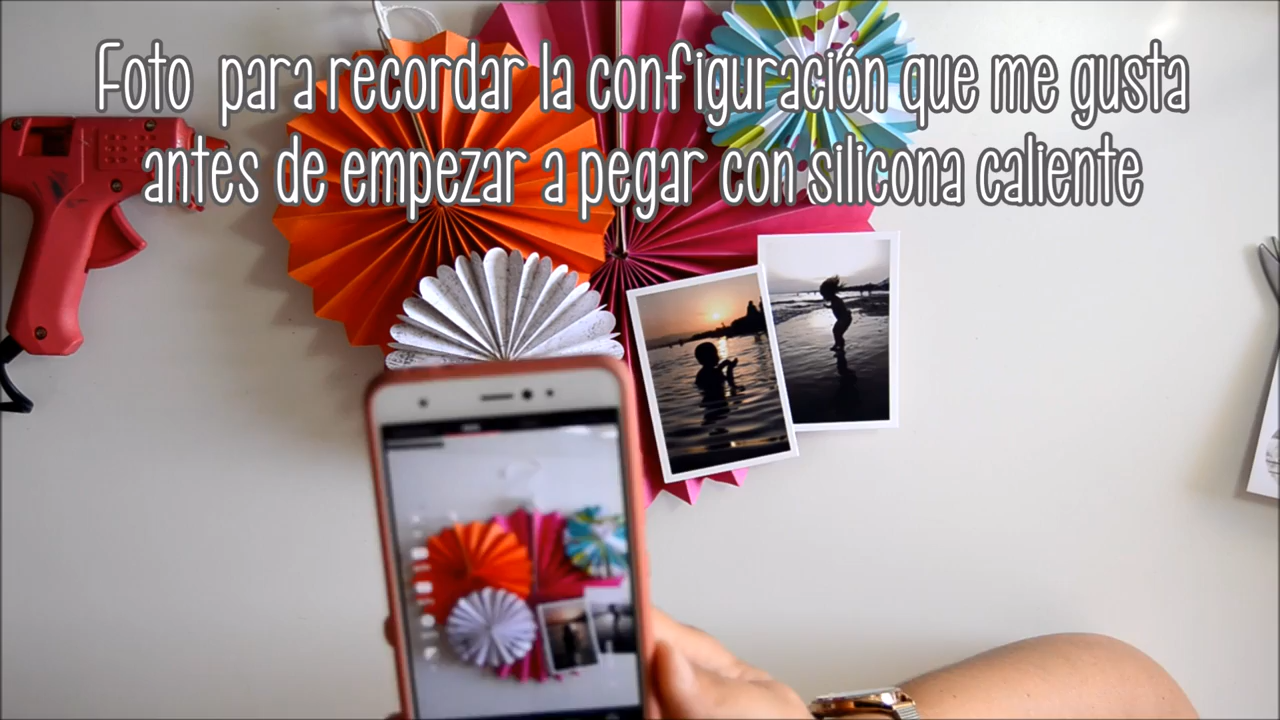 Foto para recordar la configuración que me gusta
antes de empezar a pegar con silicona caliente